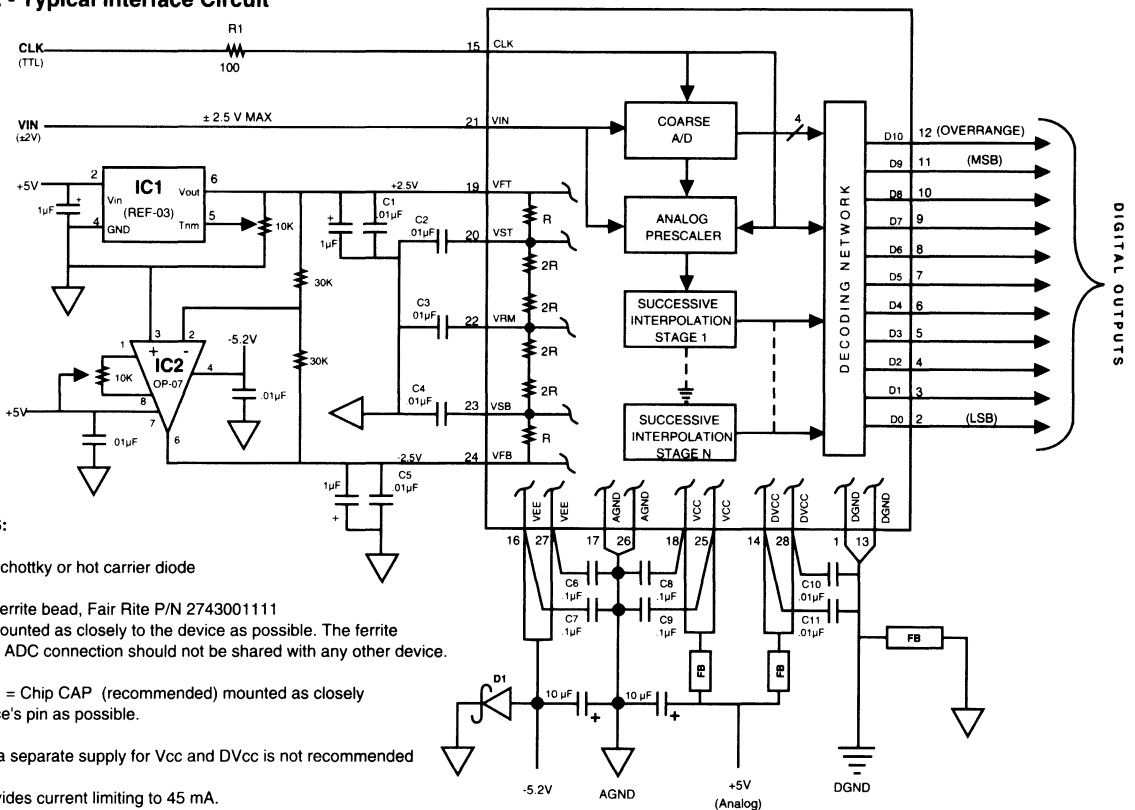 - Typical Interface Circuit
R1
CLK
(TTL)
100
15 CLK
VIN
(±2V)
± 2.5 V MAX
21 VIN
COARSE
A/D
4
ANALOG
PRESCALER
SUCCESSIVE
INTERPOLATION
STAGE 1
SUCCESSIVE
INTERPOLATION
STAGE N
DECODING NETWORK
D10 12 (OVERRANGE)
D9 11 (MSB)
D8 10
D7 9
D6 8
D5 7
D4 6
D3 5
D2 4
D1 3
D0 2 (LSB)
DIGITAL OUTPUTS
+5V
2
IC1
6
Vin
Vout
(REF-03)
1µF
+
4
GND
Trim
5
10K
+2.5V
19 VFT
R
+
1µF
C1
.01µF
C2
.01µF
20 VST
2R
2R
C3
.01µF
22 VRM
2R
2R
C4
.01µF
23 VSB
R
-2.5V
24 VFB
30K
30K
3
2
1
+
-
IC2
OP-07
-5.2V
4
10K
8
.01µF
+5V
7
6
.01µF
1µF
+
C5
.01µF
VEE
VEE
AGND
AGND
VCC
VCC
DVCC
DVCC
DGND
DGND
16 27 17 26 18 25 14 28 1 13
C6
.1µF
C8
.1µF
C7
.1µF
C9
.1µF
C10
.01µF
C11
.01µF
FB
FB
FB
D1
10 µF
+
10 µF
+
-5.2V
AGND
+5V
(Analog)
DGND
S:
chottky or hot carrier diode
errite bead, Fair Rite P/N 2743001111
ounted as closely to the device as possible. The ferrite
ADC connection should not be shared with any other device.
= Chip CAP (recommended) mounted as closely
ce's pin as possible.
a separate supply for Vcc and DVcc is not recommended
vides current limiting to 45 mA.